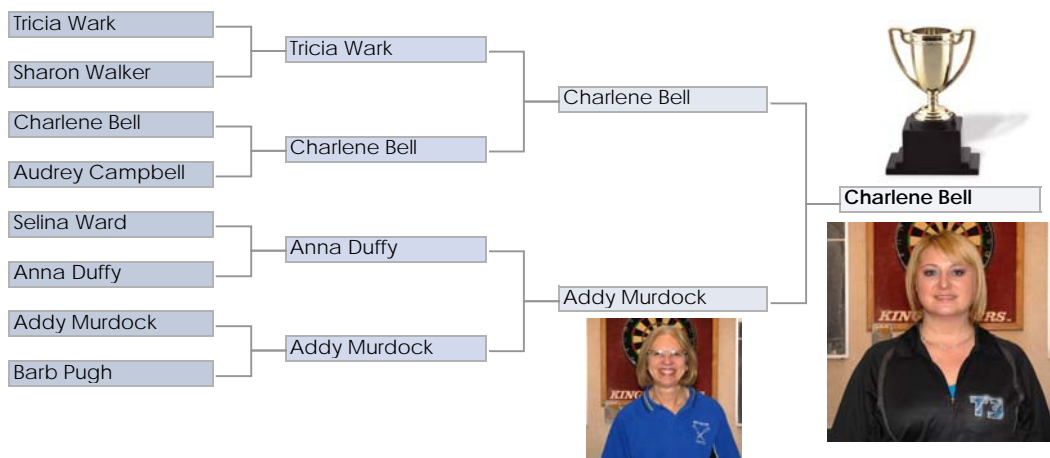 Tricia Wark
Sharon Walker
Charlene Bell
Audrey Campbell
Selina Ward
Anna Duffy
Addy Murdock
Barb Pugh
Tricia Wark
Charlene Bell
Anna Duffy
Addy Murdock
Charlene Bell
Addy Murdock
Charlene Bell
T3